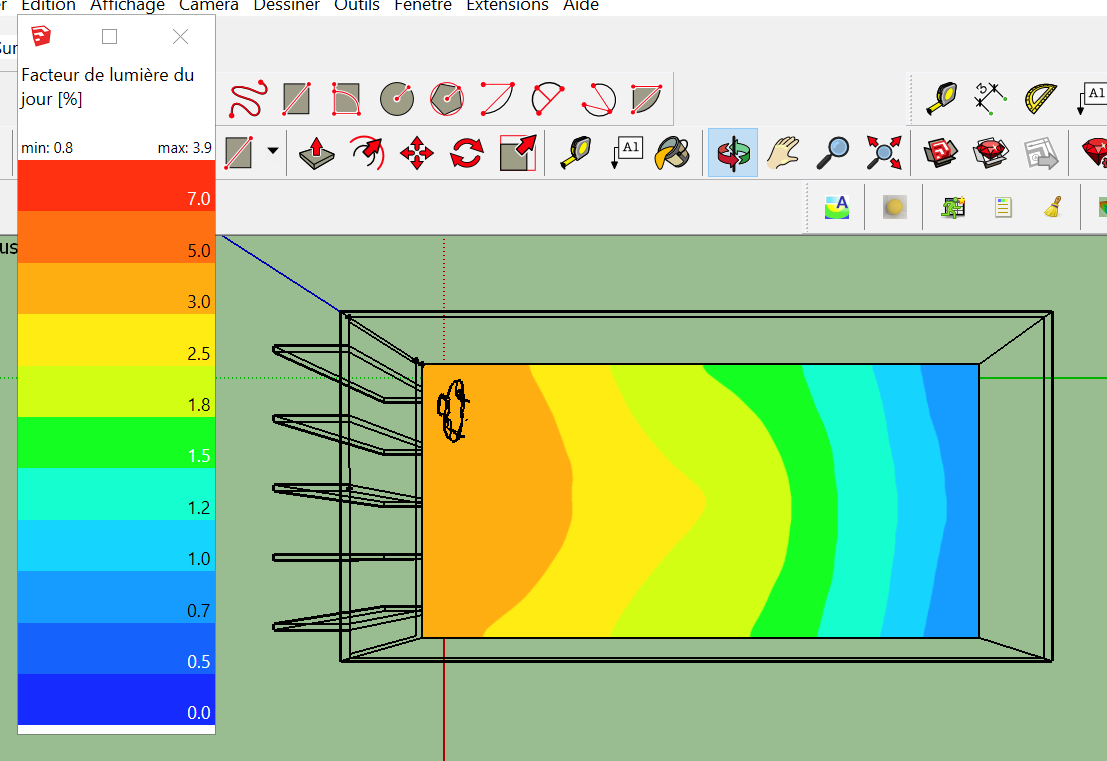 r Edition Affichage Caméra Dessiner Outils Fenêtre Extensions Aide
Sur
Facteur de lumière du
jour [%]
min: 0.8 max: 3.9
7.0
5.0
3.0
2.5
1.8
1.5
1.2
1.0
0.7
0.5
0.0
3
A1
A1
A
us